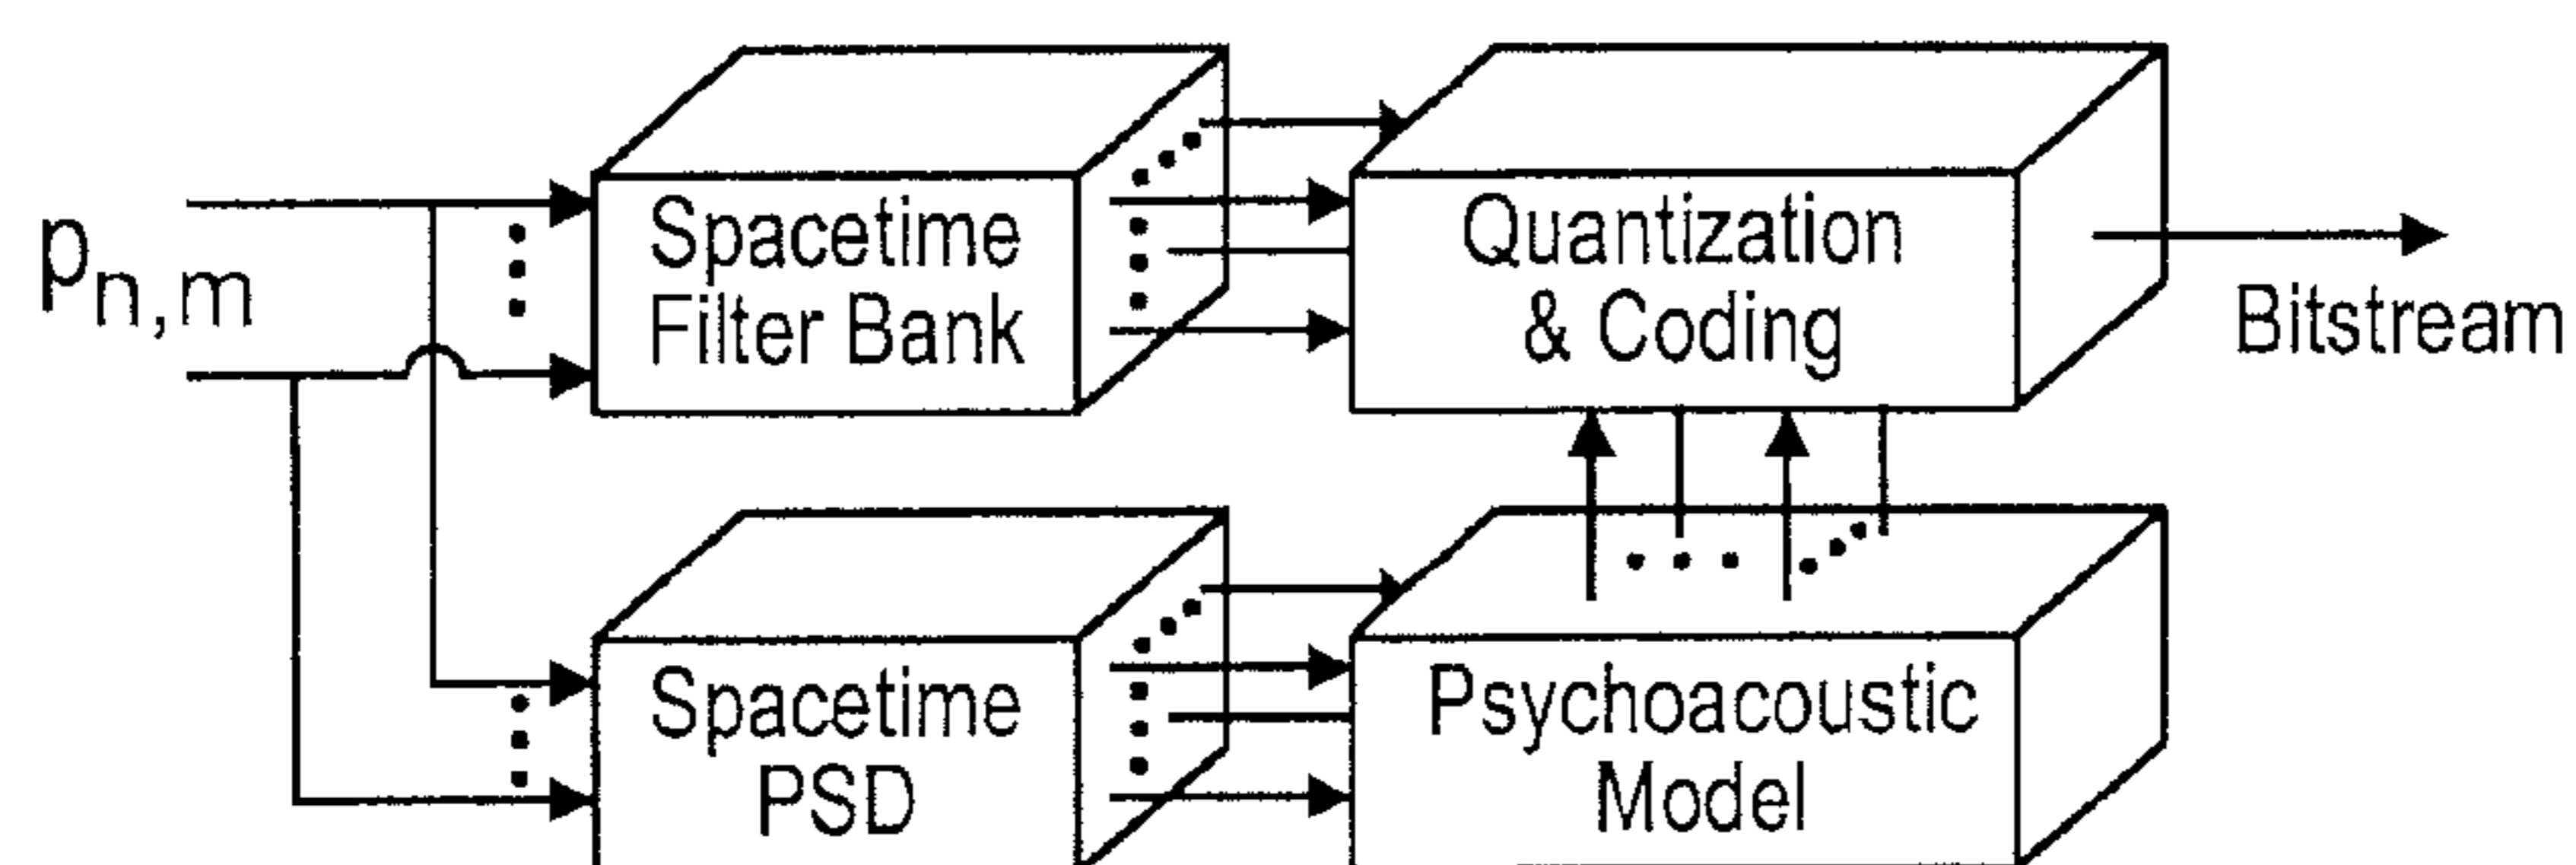 p n,m
Spacetime
Filter Bank
Quantization
& Coding
Bitstream
Spacetime
PSD
Psychoacoustic
Model